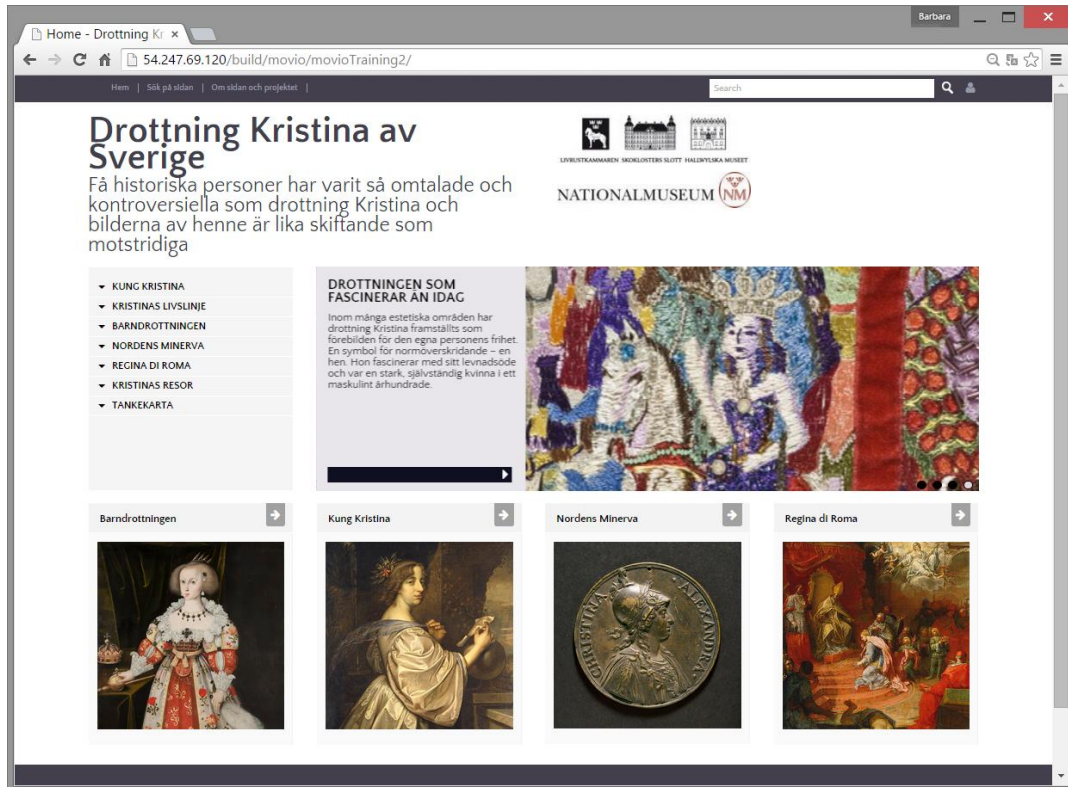 Barbara
Home - Drottning Kr
54.247.69.120/build/movio/movioTraining2/
Hem | Sök på sidan | Om sidan och projektet |
Search
Drottning Kristina av
Sverige
Få historiska personer har varit så omtalade och
kontroversiella som drottning Kristina och
bilderna av henne är lika skiftande som
motstridiga
LIVRUSTKAMMAREN SKOKLOSTERS SLOTT HALLWYLSKA MUSEET
NATIONALMUSEUM NM
KUNG KRISTINA
KRISTINAS LIVSLINJE
BARNDROTTNINGEN
NORDENS MINERVA
REGINA DI ROMA
KRISTINAS RESOR
TANKEKARTA
DROTTNINGEN SOM
FASCINERAR ÄN IDAG
Inom många estetiska områden har
drottning Kristina framställts som
förebilden för den egna personens frihet.
En symbol för normöverskridande – en
hen. Hon fascinerar med sitt levnadsöde
och var en stark, självständig kvinna i ett
maskulint århundrade.
Barndrottningen
Kung Kristina
Nordens Minerva
Regina di Roma
CHRISTINA · ALEXANDRA ·